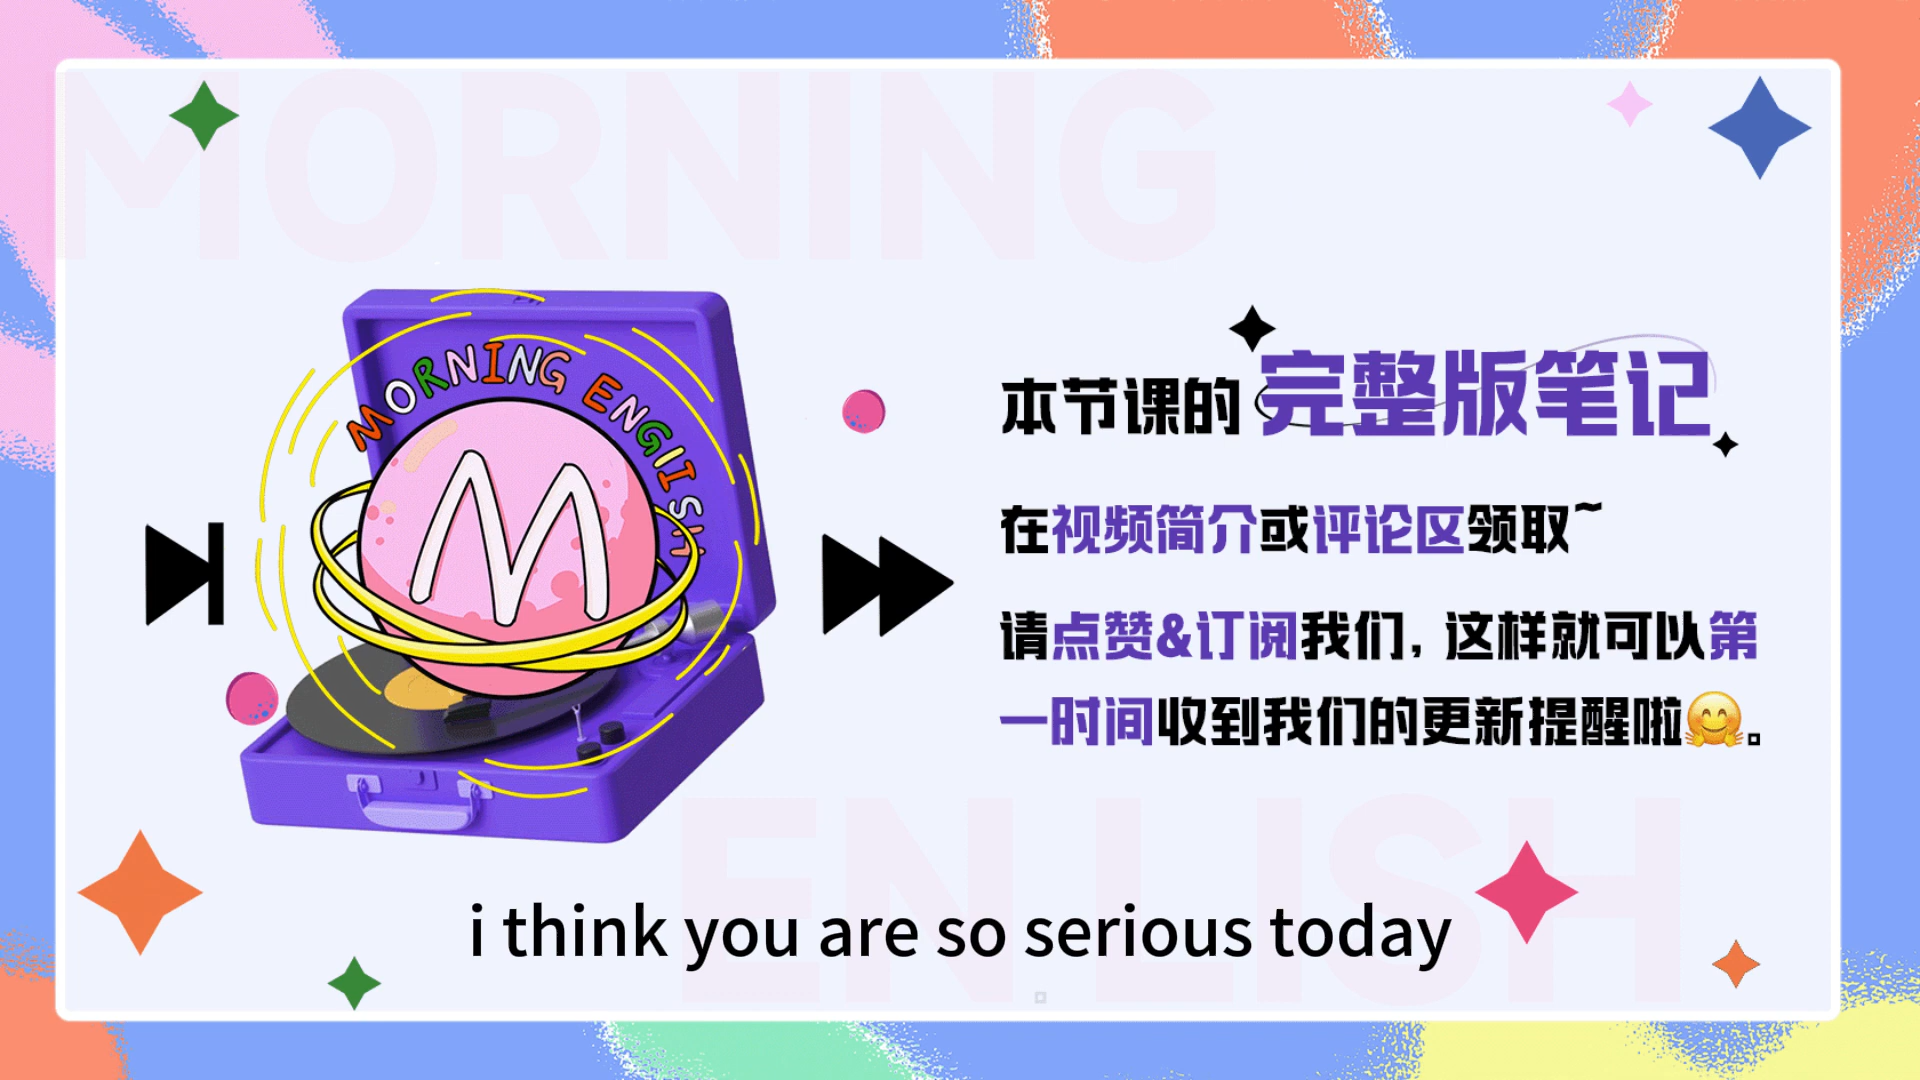 MORNING
MORNING ENGLISH
M
本节课的完整版笔记
在视频简介或评论区领取~
请点赞&订阅我们，这样就可以第
一时间收到我们的更新提醒啦🤗。
EN LISH
i think you are so serious today